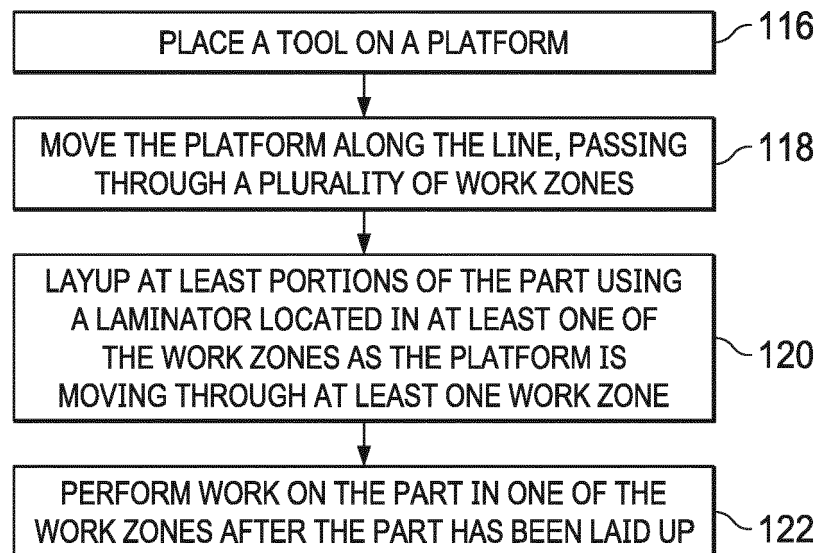 PLACE A TOOL ON A PLATFORM
116
MOVE THE PLATFORM ALONG THE LINE, PASSING
THROUGH A PLURALITY OF WORK ZONES
118
LAYUP AT LEAST PORTIONS OF THE PART USING
A LAMINATOR LOCATED IN AT LEAST ONE OF
THE WORK ZONES AS THE PLATFORM IS
MOVING THROUGH AT LEAST ONE WORK ZONE
120
PERFORM WORK ON THE PART IN ONE OF THE
WORK ZONES AFTER THE PART HAS BEEN LAID UP
122